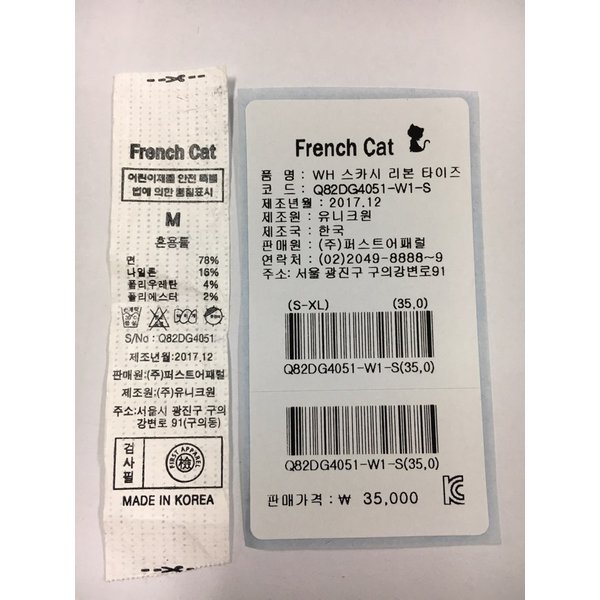 French Cat
어린이제품 안전 특별
법에 의한 품질표시
M
혼용률
면 78%
나일론 16%
폴리우레탄 4%
폴리에스터 2%
S/No : Q82DG4051
제조년월:2017.12
판매원:(주)퍼스트어패럴
제조원:(주)유니크원
주소:서울시 광진구 구의
강변로 91(구의동)
검사필
FIRST APPAREL
檢
MADE IN KOREA
French Cat
품 명 : WH 스카시 리본 타이즈
코 드 : Q82DG4051-W1-S
제조년월 : 2017.12
제조원 : 유니크원
제조국 : 한국
판매원 : (주)퍼스트어패럴
연락처 : (02)2049-8888~9
주소: 서울 광진구 구의강변로91
(S-XL) (35,0)
Q82DG4051-W1-S(35,0)
Q82DG4051-W1-S(35,0)
판매가격 : ₩ 35,000